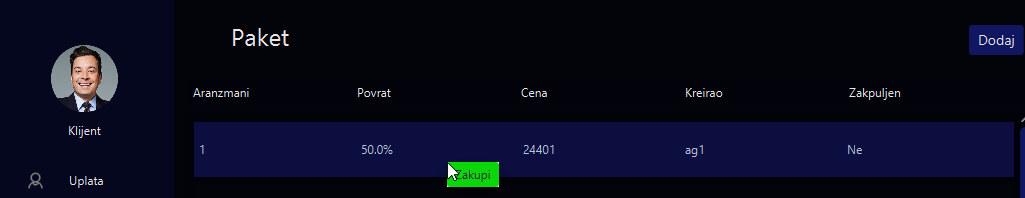 Paket
Dodaj
Aranzmani Povrat Cena Kreirao Zakpuljen
Klijent
1 50.0% 24401 ag1 Ne
Zakupi
Uplata